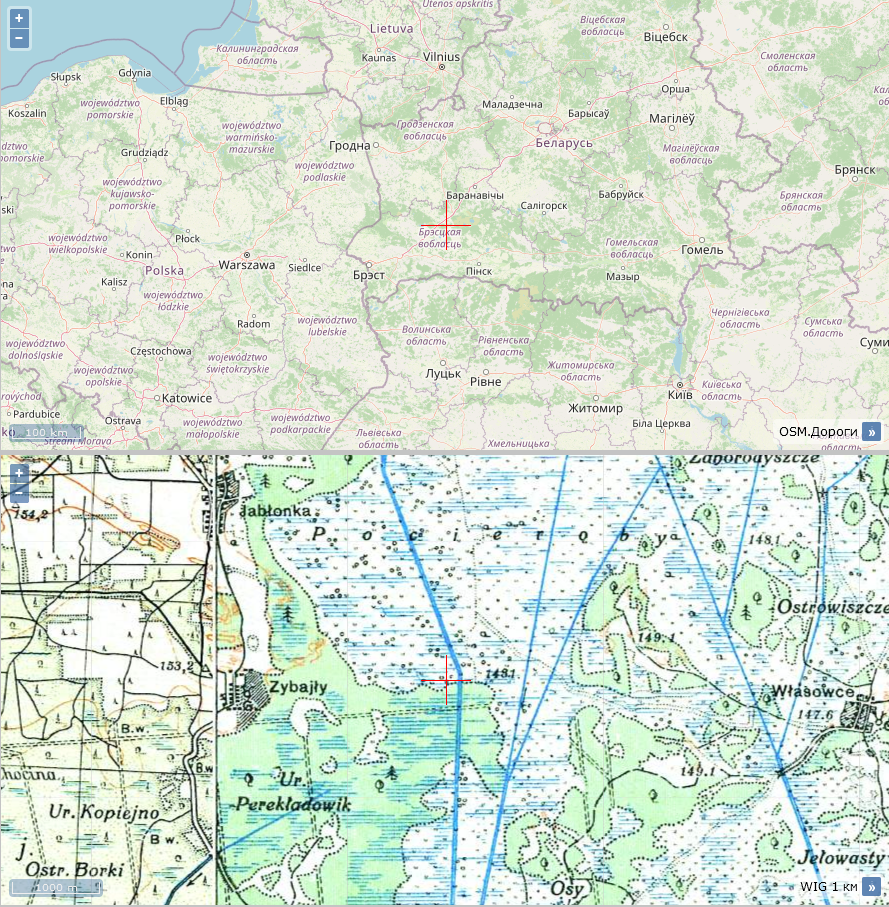 +
−
Utenos apskritis
Lietuva
Віцебская
вобласць
Віцебск
Калининградская
область
Kaunas
Vilnius
Смоленская
область
Słupsk
Gdynia
Орша
Koszalin
Elbląg
województwo
pomorskie
Маладзечна
Барысаў
Магілёў
Гродзенская
вобласць
województwo
warmińsko-
mazurskie
Гродна
Беларусь
Магілёўская
вобласць
Grudziądz
województwo
podlaskie
Брянск
województwo
kujawsko-
pomorskie
Баранавічы
Бабруйск
Брянская
область
Салігорск
Płock
Брэсцкая
вобласць
województwo
wielkopolskie
Гомельская
вобласць
Гомель
Konin
Warszawa
Siedlce
Polska
Брэст
Пінск
Мазыр
Kalisz
województwo
łódzkie
Radom
województwo
lubelskie
Чернігівська
область
Сумська
область
Волинська
область
Рівненська
область
województwo
dolnośląskie
Częstochowa
województwo
świętokrzyskie
Суми
województwo
opolskie
Луцьк
Рівне
Житомирська
область
Київська
область
Київ
Katowice
Pardubice
Житомир
Ostrava
województwo
małopolskie
województwo
podkarpackie
Біла Церква
100 km
Львівська
область
Хмельницька
OSM.Дороги »
+
−
Zaborodyszcze
154,2
Jabłonka
Pocieroby
148,1
Ostrowiszcze
149,1
153,2
Zybajły
148,1
Własowce
147.6
B.w.
B.w.
149,1
Ur.
Perekładowik
Ur. Kopiejno
B w.
j.
Ostr. Borki
Jełowasty
Osy
1000 m
WIG 1 км »